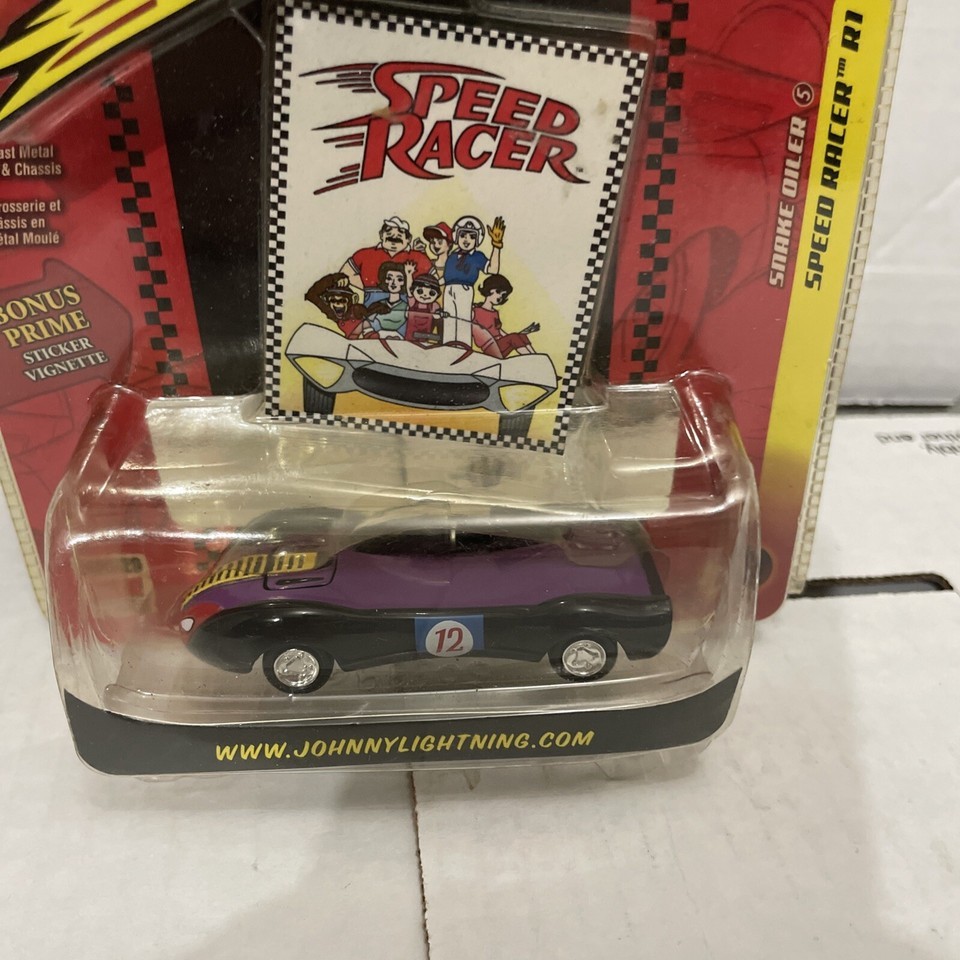 SPEED
RACER
ast Metal
& Chassis
rosserie et
âssis en
étal Moulé
BONUS
PRIME
STICKER
VIGNETTE
SNAKE OILER 5
SPEED RACER™ R1
12
WWW.JOHNNYLIGHTNING.COM